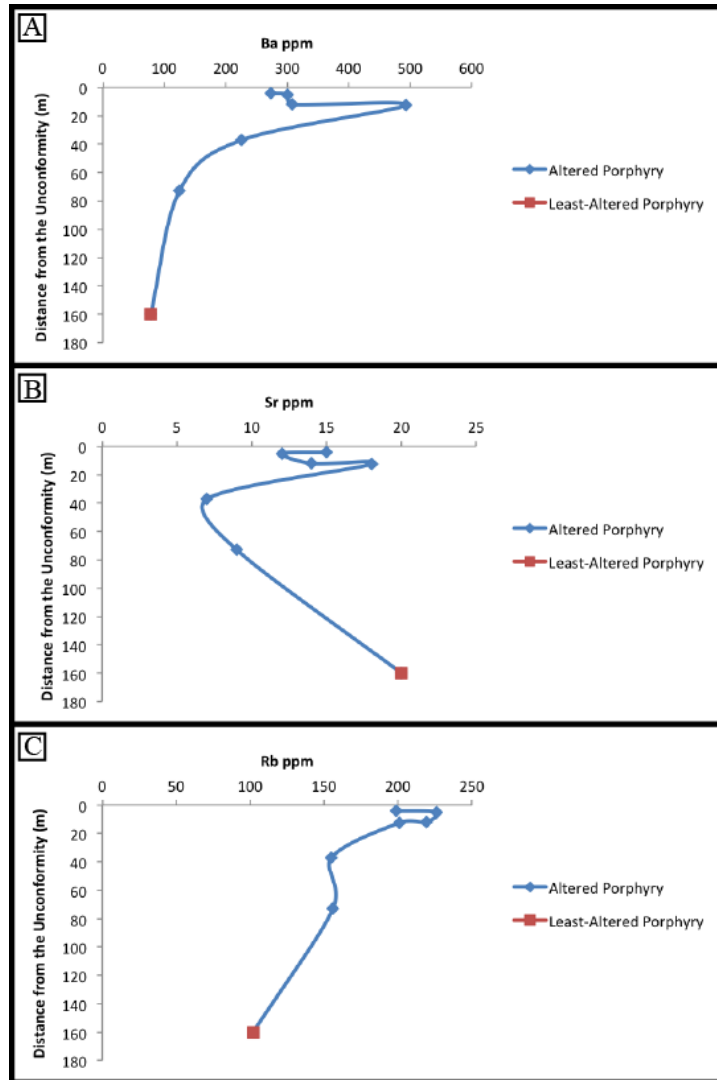 A
Ba ppm
0 100 200 300 400 500 600
Distance from the Unconformity (m)
0
20
40
60
80
100
120
140
160
180
Altered Porphyry
Least-Altered Porphyry
B
Sr ppm
0 5 10 15 20 25
Distance from the Unconformity (m)
0
20
40
60
80
100
120
140
160
180
Altered Porphyry
Least-Altered Porphyry
C
Rb ppm
0 50 100 150 200 250
Distance from the Unconformity (m)
0
20
40
60
80
100
120
140
160
180
Altered Porphyry
Least-Altered Porphyry